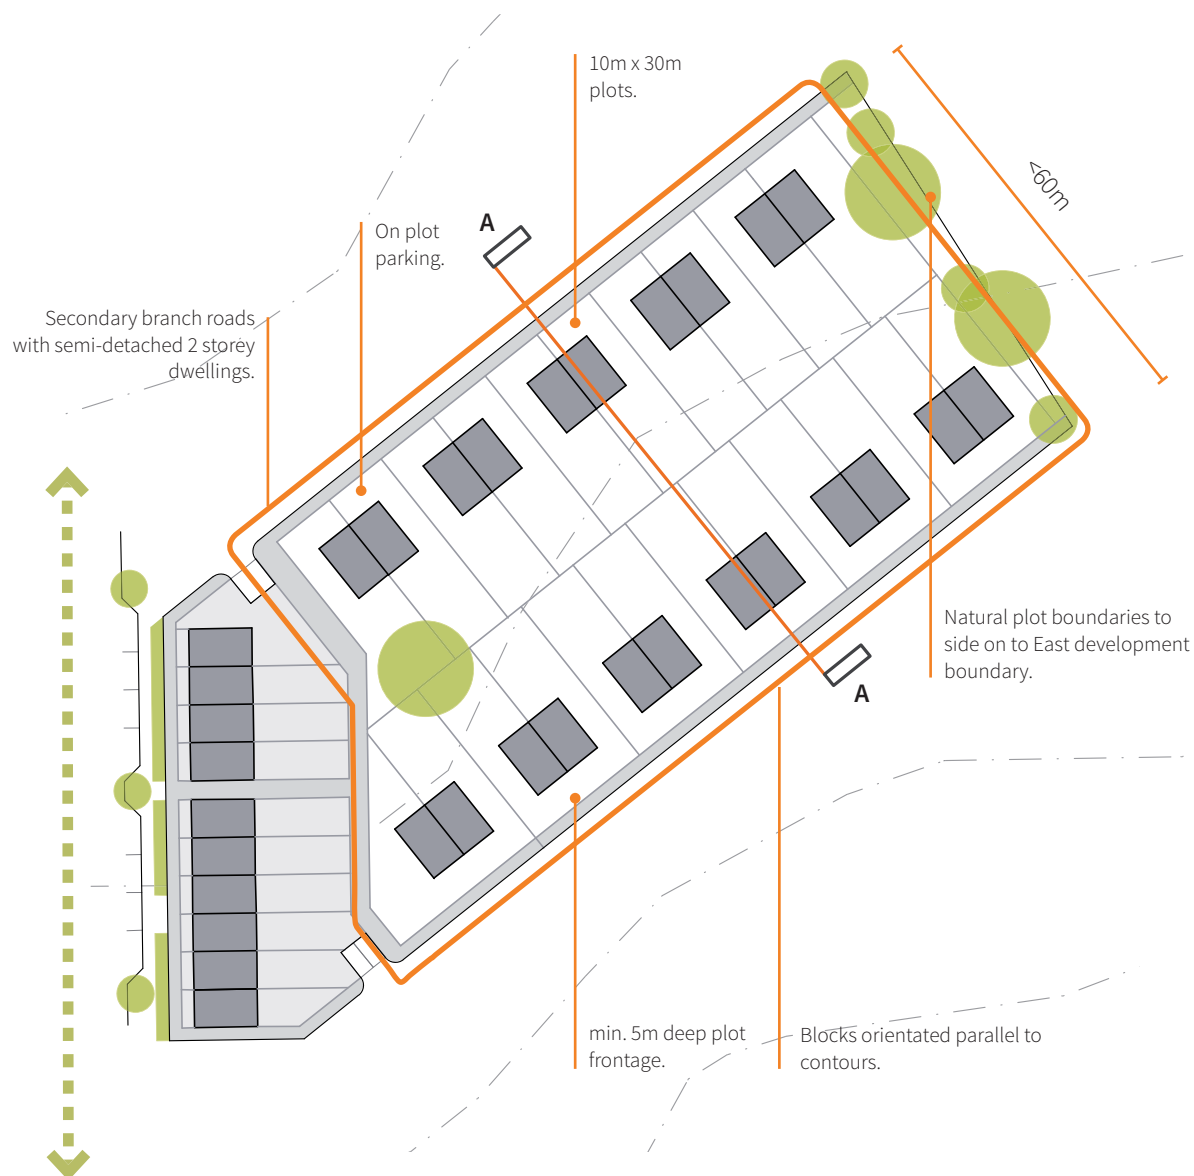 10m x 30m
plots.
<60m
A
On plot
parking.
Secondary branch roads
with semi-detached 2 storey
dwellings.
Natural plot boundaries to
side on to East development
boundary.
A
min. 5m deep plot
frontage.
Blocks orientated parallel to
contours.